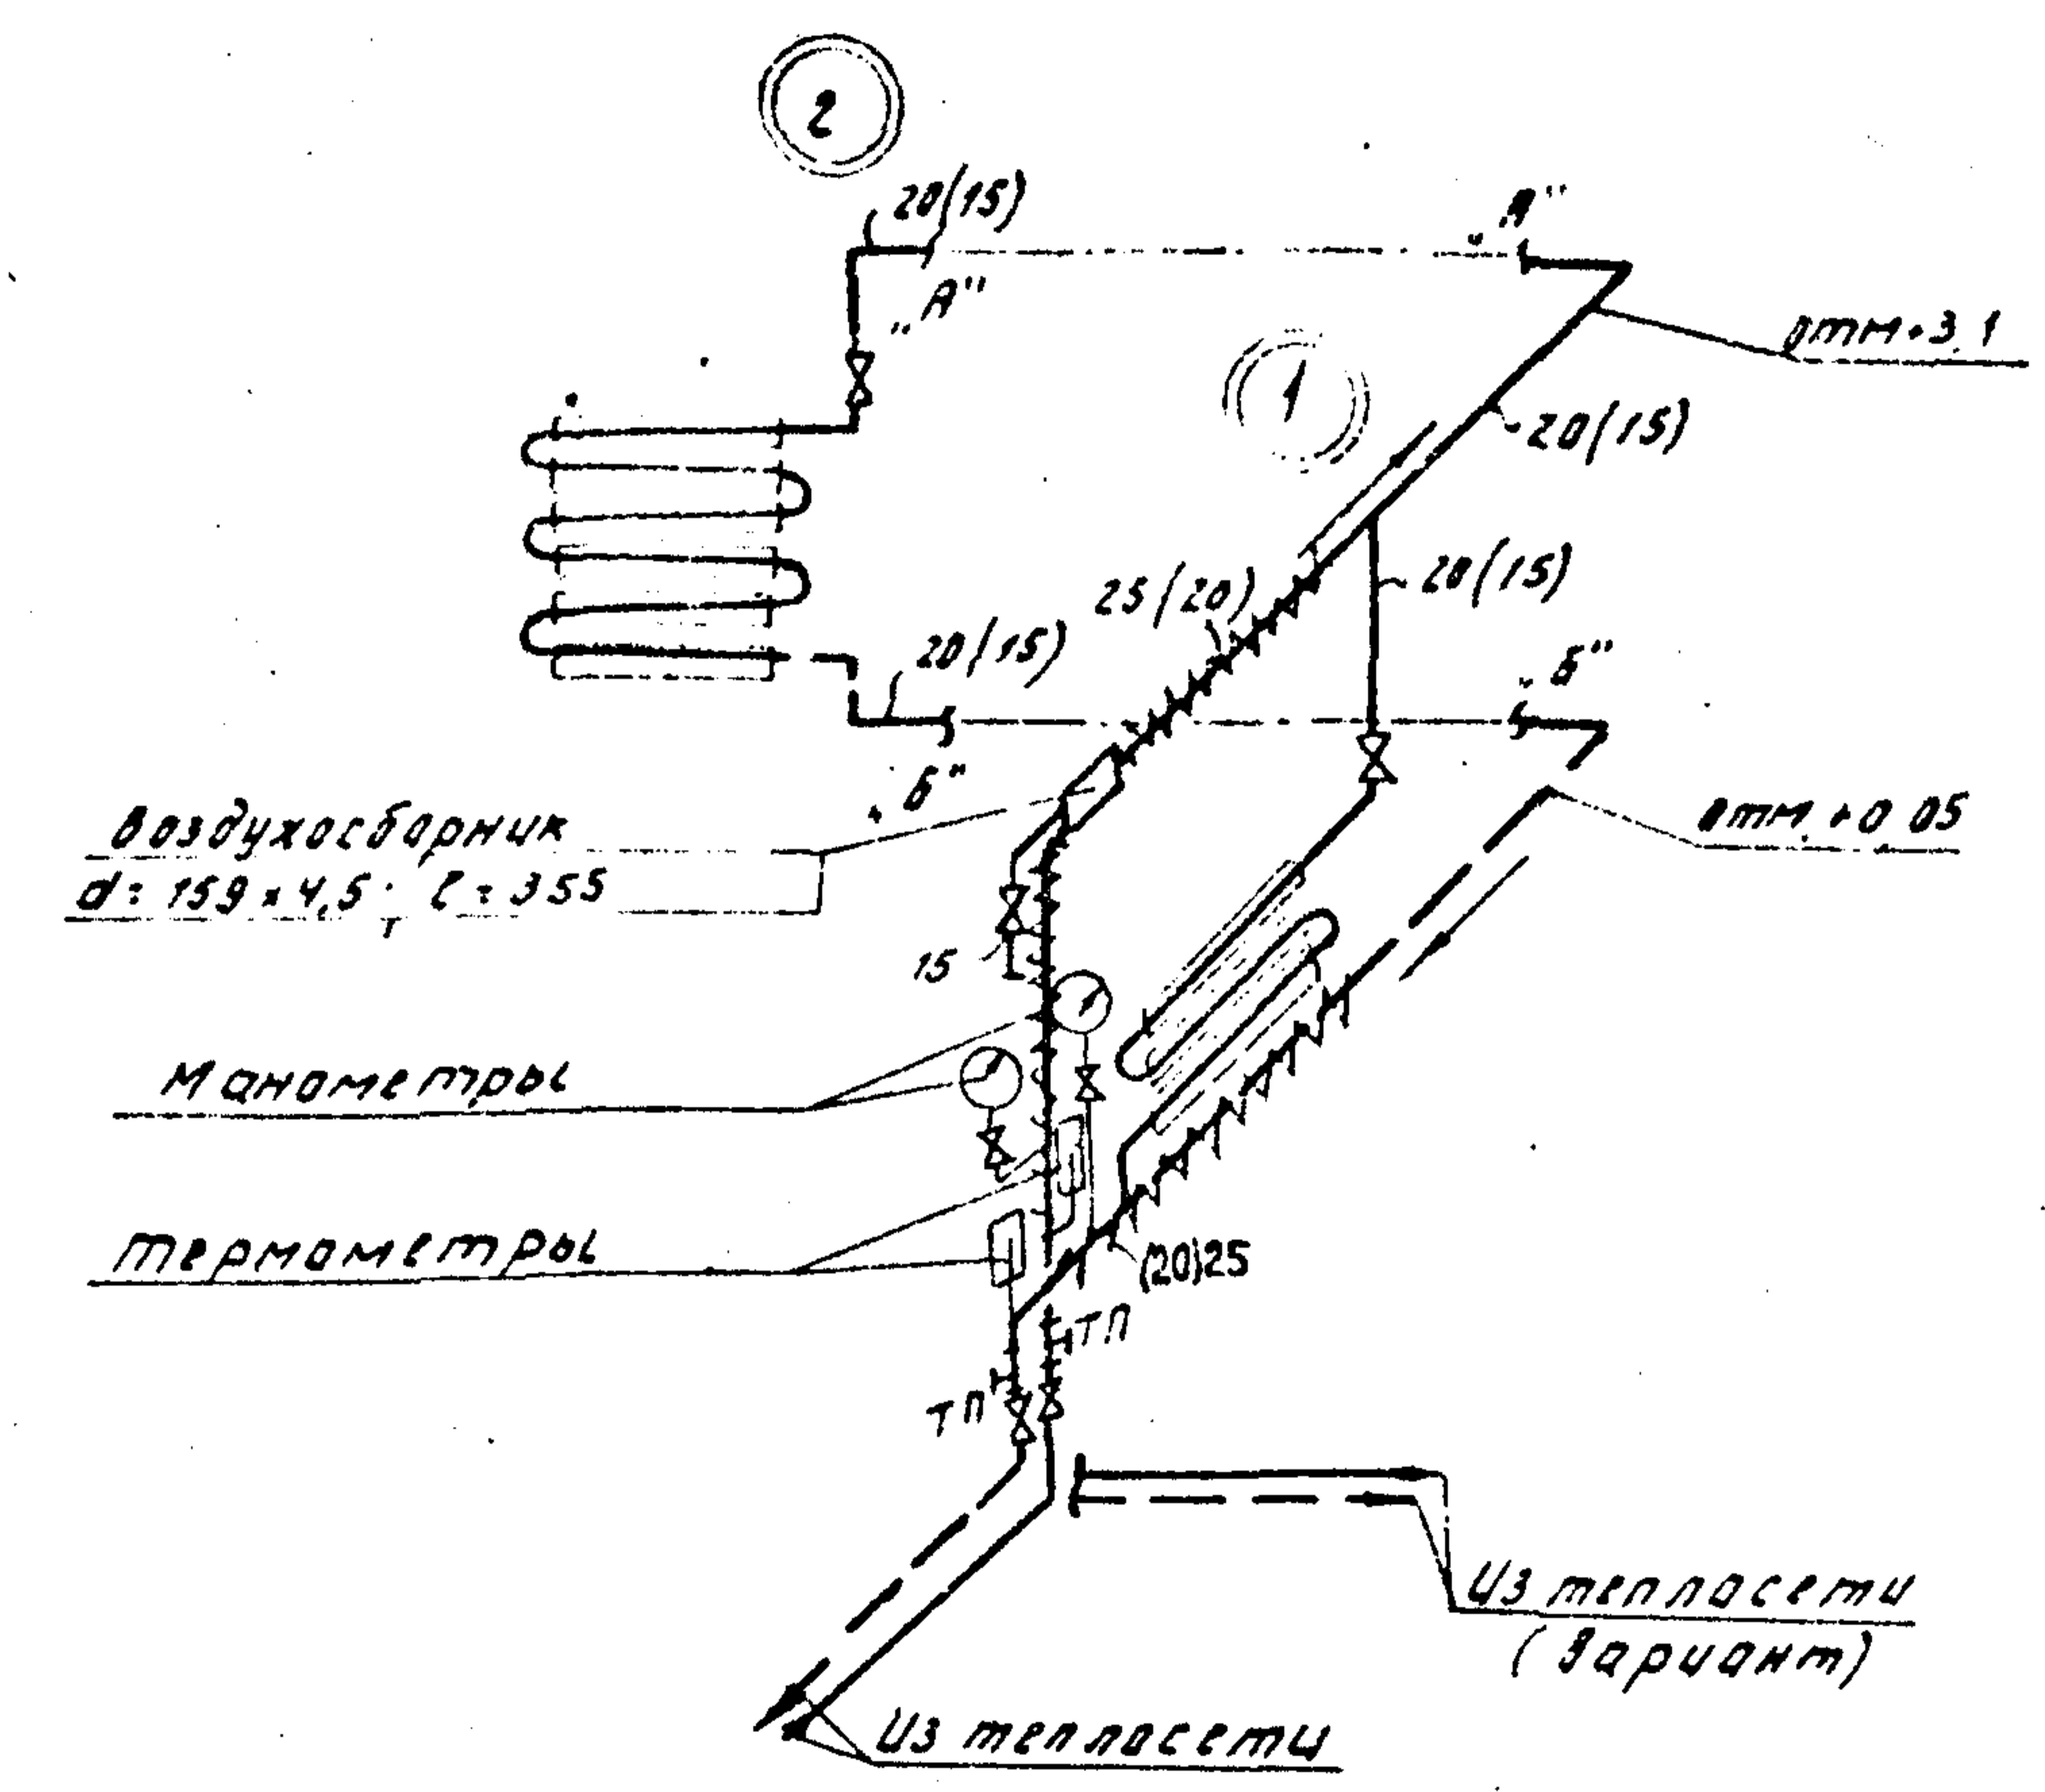 2
20(15)
„А"
„А"
отм+3,1
1
20(15)
20(15)
25(20)
20(15)
„Б"
„Б"
отм.+0.05
воздухосборник
d=159×4,5; l=355
15
Манометры
термометры
(20)25
ТП
ТП
Из теплосети
(Вариант)
Из теплосети